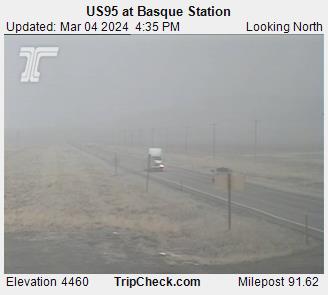 US95 at Basque Station
Updated: Mar 04 2024 4:35 PM Looking North
Elevation 4460 TripCheck.com Milepost 91.62